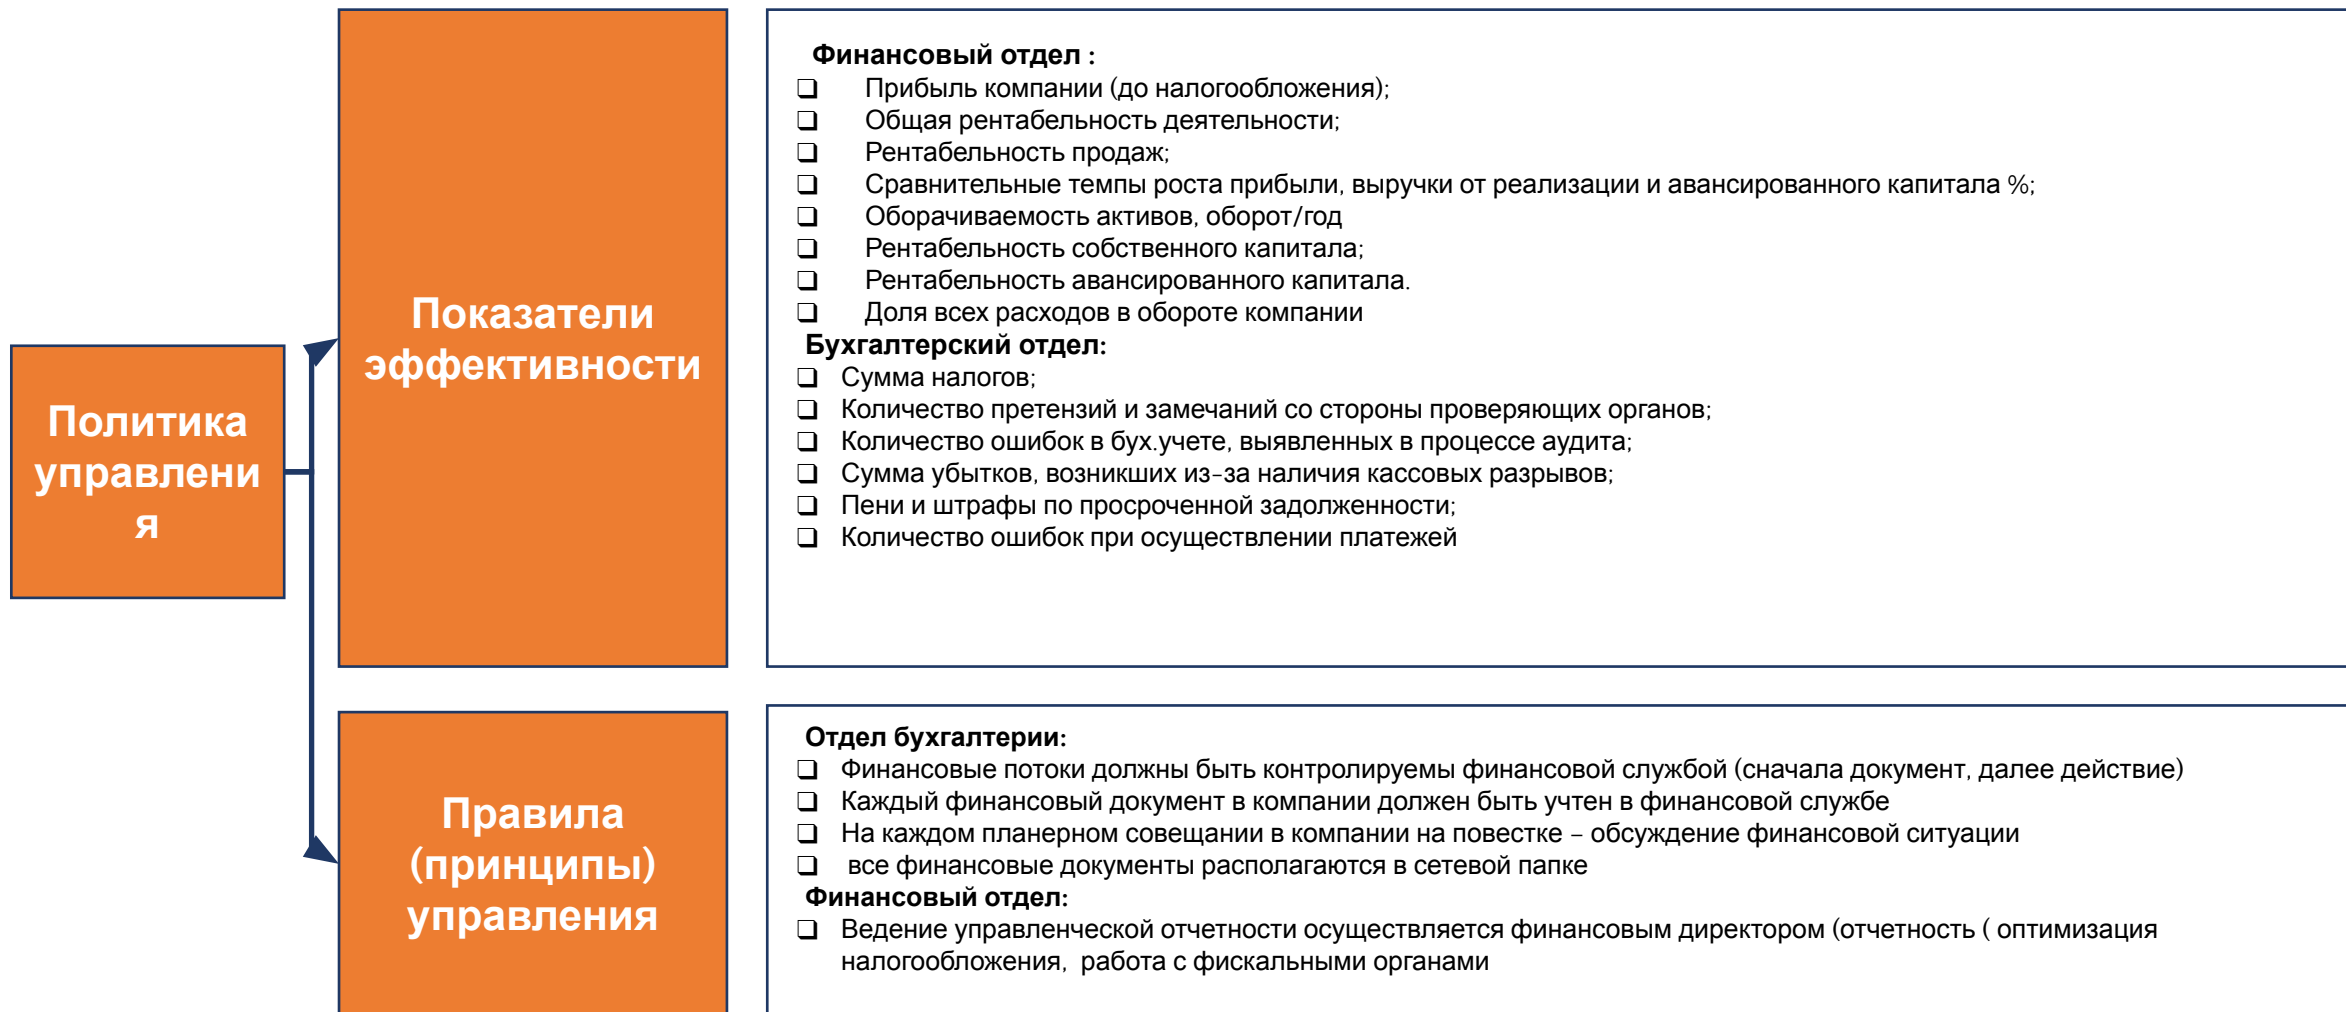 Политика
управлени
я
Показатели
эффективности
Финансовый отдел :
❑ Прибыль компании (до налогообложения);
❑ Общая рентабельность деятельности;
❑ Рентабельность продаж;
❑ Сравнительные темпы роста прибыли, выручки от реализации и авансированного капитала %;
❑ Оборачиваемость активов, оборот/год
❑ Рентабельность собственного капитала;
❑ Рентабельность авансированного капитала.
❑ Доля всех расходов в обороте компании
Бухгалтерский отдел:
❑ Сумма налогов;
❑ Количество претензий и замечаний со стороны проверяющих органов;
❑ Количество ошибок в бух.учете, выявленных в процессе аудита;
❑ Сумма убытков, возникших из-за наличия кассовых разрывов;
❑ Пени и штрафы по просроченной задолженности;
❑ Количество ошибок при осуществлении платежей
Правила
(принципы)
управления
Отдел бухгалтерии:
❑ Финансовые потоки должны быть контролируемы финансовой службой (сначала документ, далее действие)
❑ Каждый финансовый документ в компании должен быть учтен в финансовой службе
❑ На каждом планерном совещании в компании на повестке – обсуждение финансовой ситуации
❑ все финансовые документы располагаются в сетевой папке
Финансовый отдел:
❑ Ведение управленческой отчетности осуществляется финансовым директором (отчетность ( оптимизация
налогообложения, работа с фискальными органами